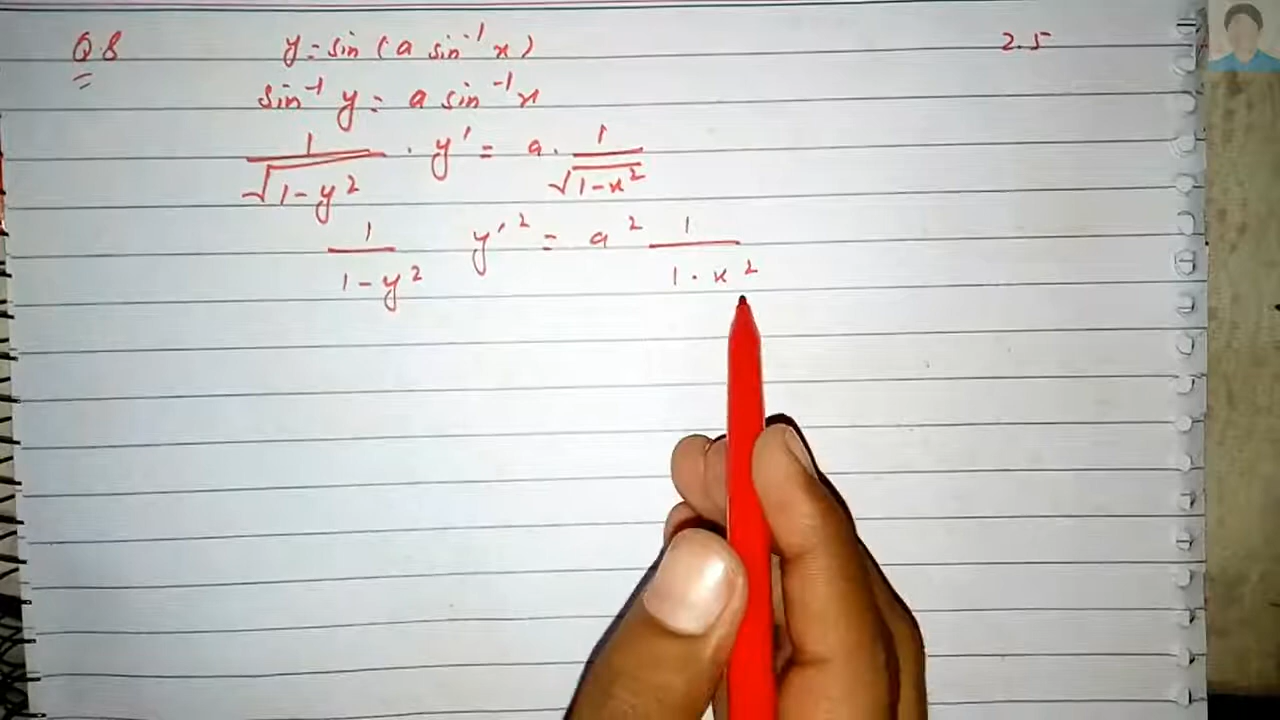 Q.8 y = sin (a sin⁻¹ x) 2.5
sin⁻¹ y = a sin⁻¹ x
1/√(1-y²) · y' = a · 1/√(1-x²)
1/(1-y²) y'² = a² 1/(1-x²)